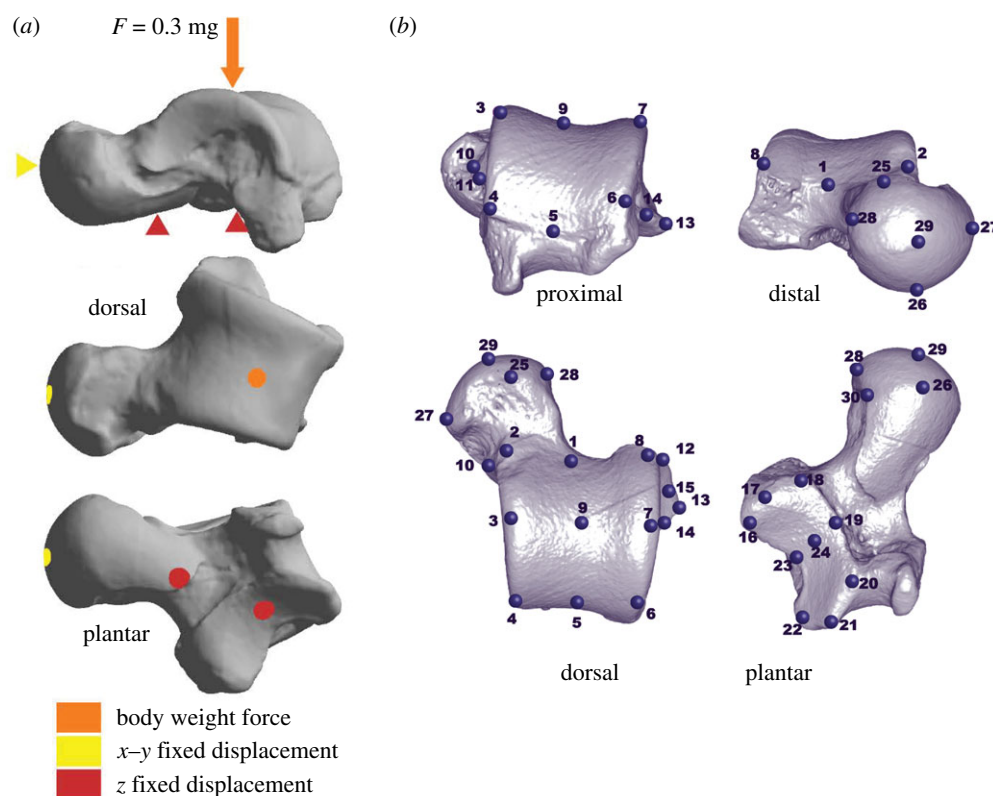 (a)
F = 0.3 mg
dorsal
plantar
body weight force
x–y fixed displacement
z fixed displacement
(b)
3 9 7
10
11
4
6 14
5
13
proximal
8
1
25 2
28
29
27
26
distal
29
25
28
27
2
1
8
12
10
15
13
3
9
7
14
4 5 6
dorsal
28
29
30
26
18
17
16
19
24
23
20
22
21
plantar